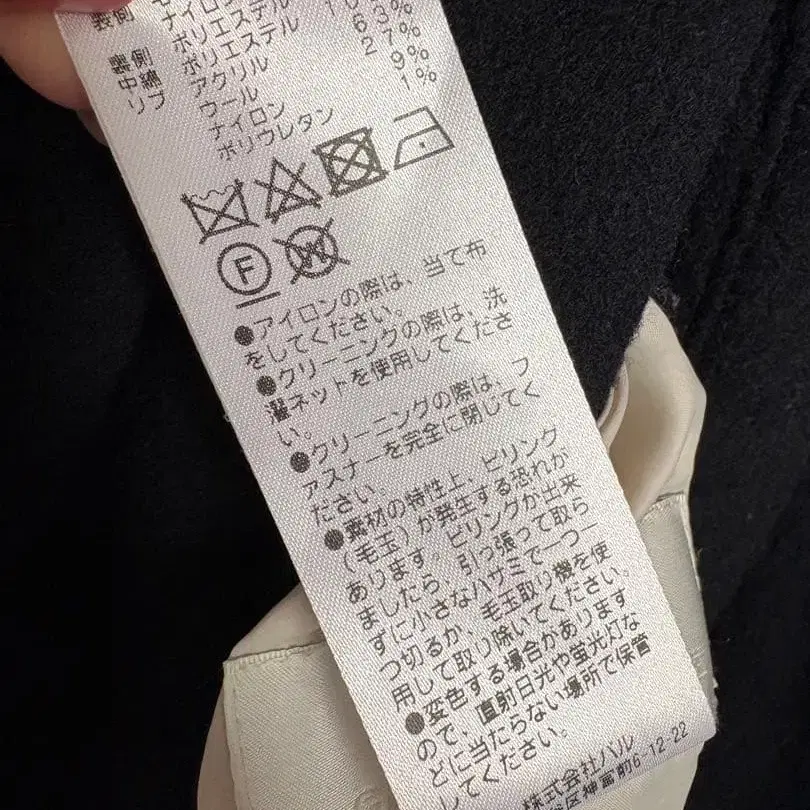 ナイロン
ポリエステル
裏側 ポリエステル
中綿
リブ アクリル 6 3%
ウール 27%
ナイロン 9%
ポリウレタン 1%
F W
●アイロンの際は、当て布
をしてください。
●クリーニングの際は、洗
濯ネットを使用してくださ
い。
●クリーニングの際は、フ
ァスナーを完全に閉じてく
ださい。
●素材の特性上、ピリング
(毛玉)が発生する恐れが
あります。ピリングが出来
ましたら、引っ張って取ら
ずに小さなハサミで一つ一
つ切るか、毛玉取り機を使
用して取り除いてください。
●変色する場合があります
ので、直射日光や蛍光灯な
どに当たらない場所で保管
してください。
株式会社ハル
区神宮前6-12-22